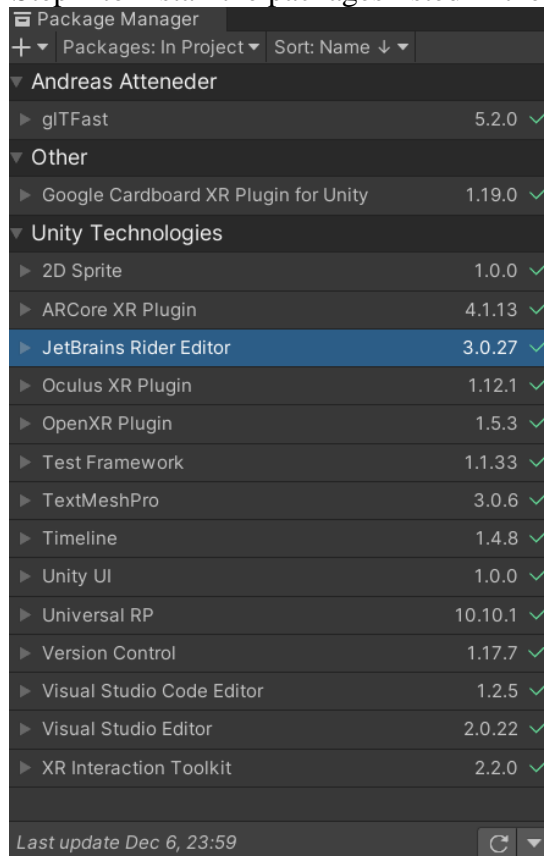 Package Manager
+ Packages: In Project Sort: Name ↓
Andreas Atteneder
glTFast 5.2.0
Other
Google Cardboard XR Plugin for Unity 1.19.0
Unity Technologies
2D Sprite 1.0.0
ARCore XR Plugin 4.1.13
JetBrains Rider Editor 3.0.27
Oculus XR Plugin 1.12.1
OpenXR Plugin 1.5.3
Test Framework 1.1.33
TextMeshPro 3.0.6
Timeline 1.4.8
Unity UI 1.0.0
Universal RP 10.10.1
Version Control 1.17.7
Visual Studio Code Editor 1.2.5
Visual Studio Editor 2.0.22
XR Interaction Toolkit 2.2.0
Last update Dec 6, 23:59